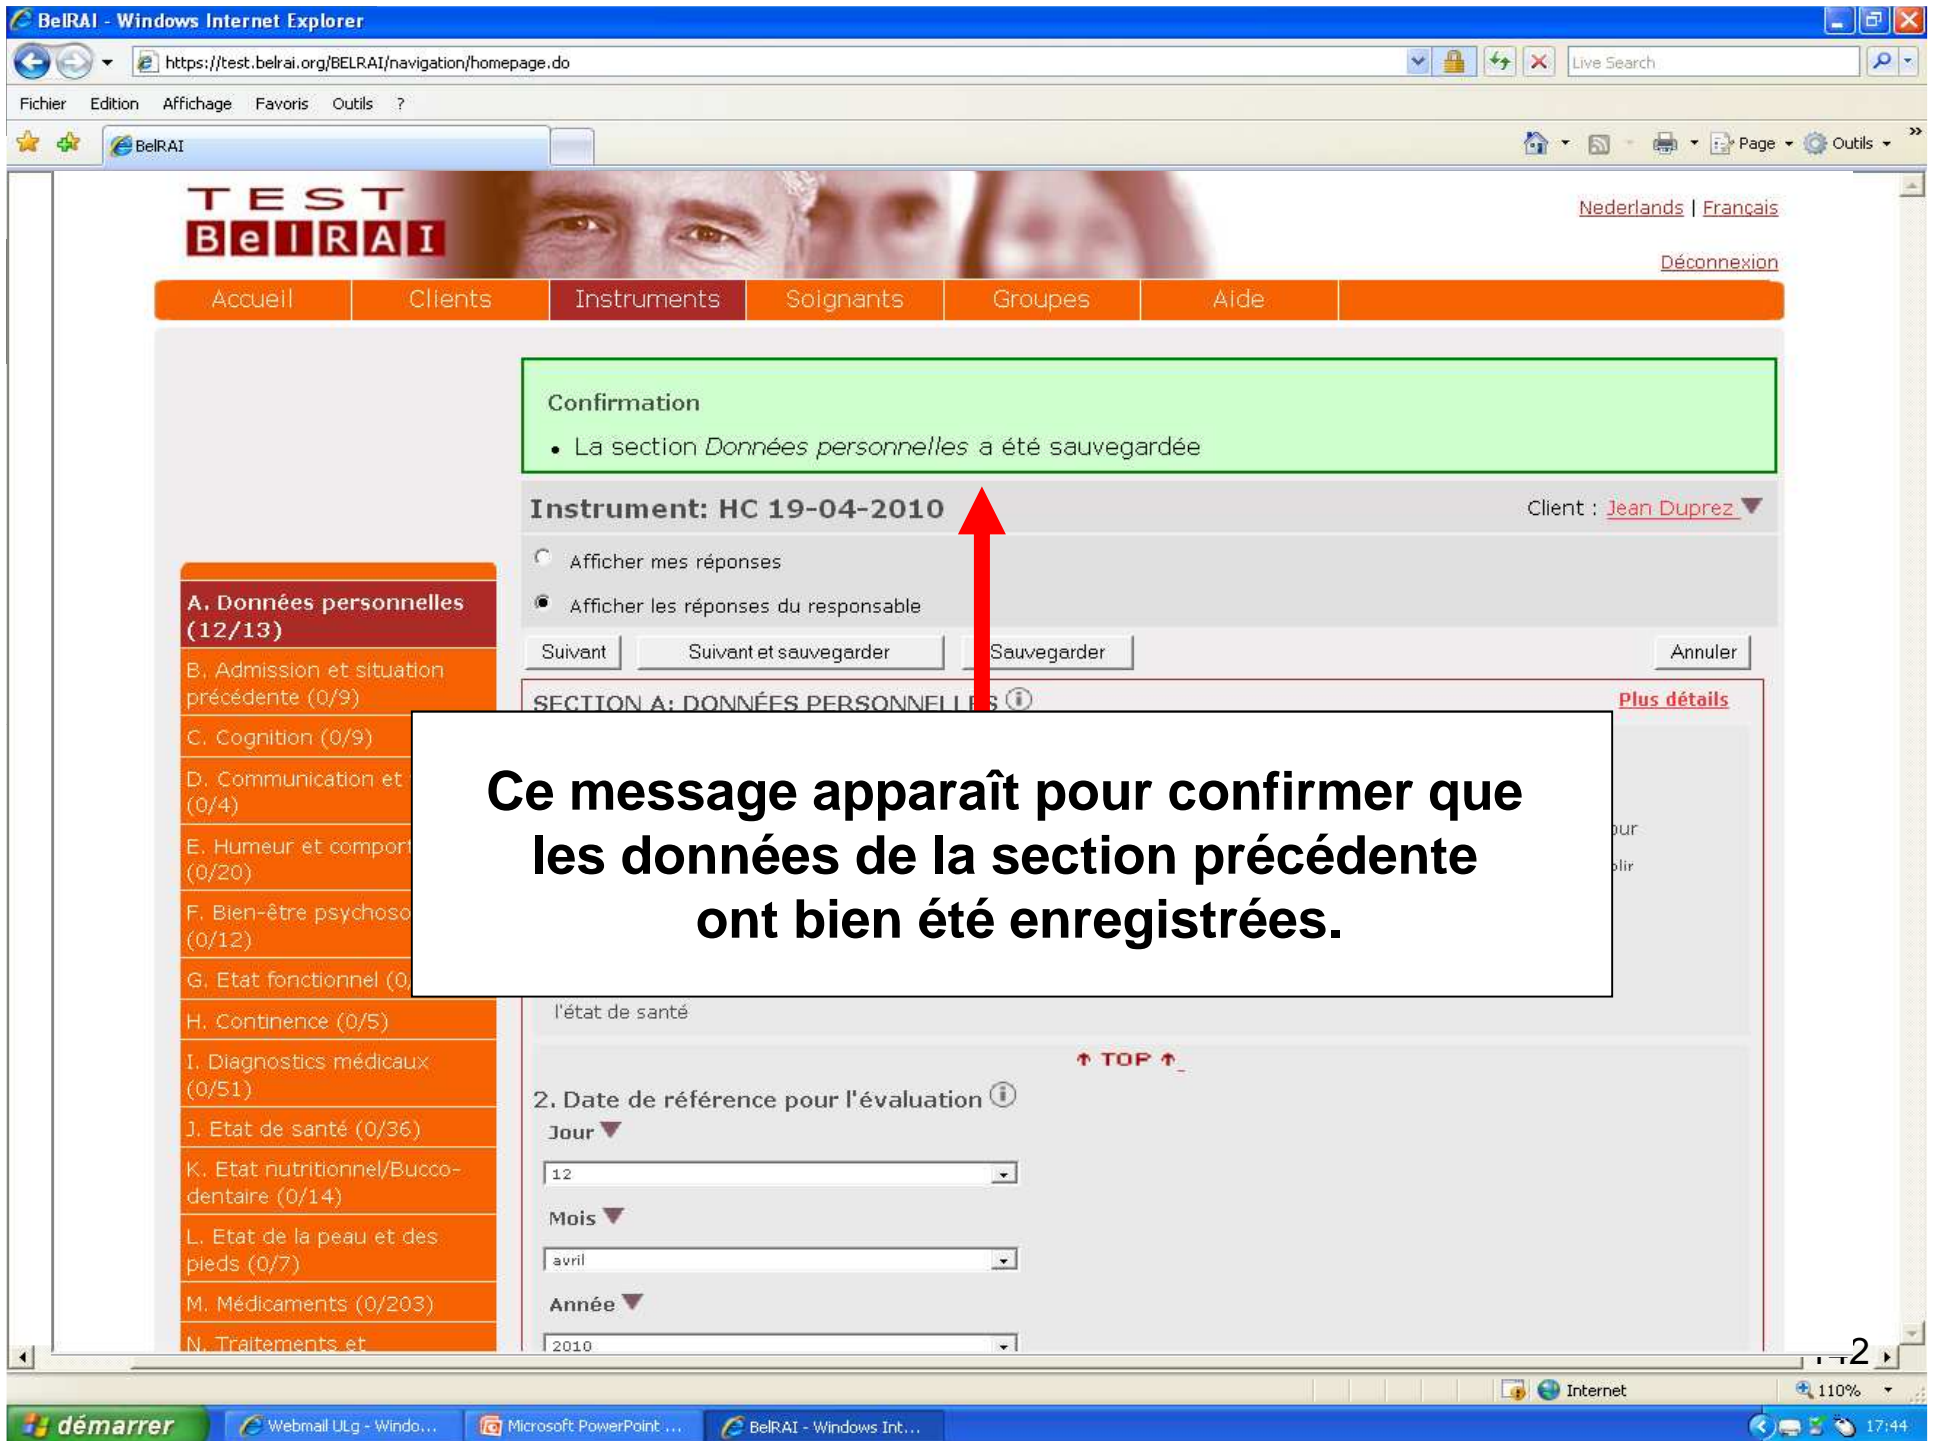 BelRAI - Windows Internet Explorer
https://test.belrai.org/BELRAI/navigation/homepage.do
Live Search
Fichier Edition Affichage Favoris Outils ?
BelRAI
Page Outils
TEST
BelRAI
Nederlands | Français
Déconnexion
Accueil Clients Instruments Soignants Groupes Aide
Confirmation
• La section Données personnelles a été sauvegardée
Instrument: HC 19-04-2010
Client : Jean Duprez
Afficher mes réponses
Afficher les réponses du responsable
Suivant Suivant et sauvegarder Sauvegarder Annuler
SECTION A: DONNÉES PERSONNELLES
Plus détails
A. Données personnelles
(12/13)
B. Admission et situation
précédente (0/9)
C. Cognition (0/9)
D. Communication et
(0/4)
E. Humeur et comport
(0/20)
F. Bien-être psychoso
(0/12)
G. Etat fonctionnel (0/
H. Continence (0/5)
I. Diagnostics médicaux
(0/51)
J. Etat de santé (0/36)
K. Etat nutritionnel/Bucco-
dentaire (0/14)
L. Etat de la peau et des
pieds (0/7)
M. Médicaments (0/203)
N. Traitements et
Ce message apparaît pour confirmer que
les données de la section précédente
ont bien été enregistrées.
l'état de santé
↑ TOP ↑
2. Date de référence pour l'évaluation
Jour
12
Mois
avril
Année
2010
Internet
110%
démarrer
Webmail ULg - Windo...
Microsoft PowerPoint ...
BelRAI - Windows Int...
17:44